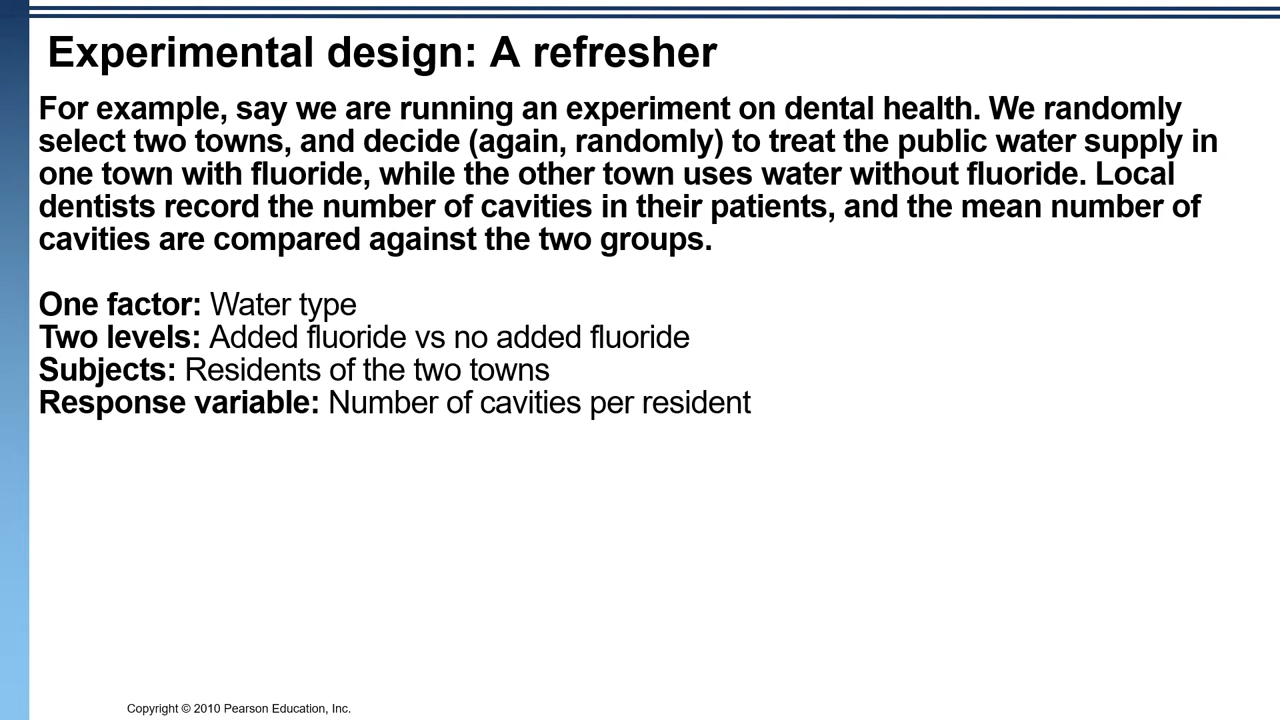 Experimental design: A refresher
For example, say we are running an experiment on dental health. We randomly
select two towns, and decide (again, randomly) to treat the public water supply in
one town with fluoride, while the other town uses water without fluoride. Local
dentists record the number of cavities in their patients, and the mean number of
cavities are compared against the two groups.
One factor: Water type
Two levels: Added fluoride vs no added fluoride
Subjects: Residents of the two towns
Response variable: Number of cavities per resident
Copyright © 2010 Pearson Education, Inc.